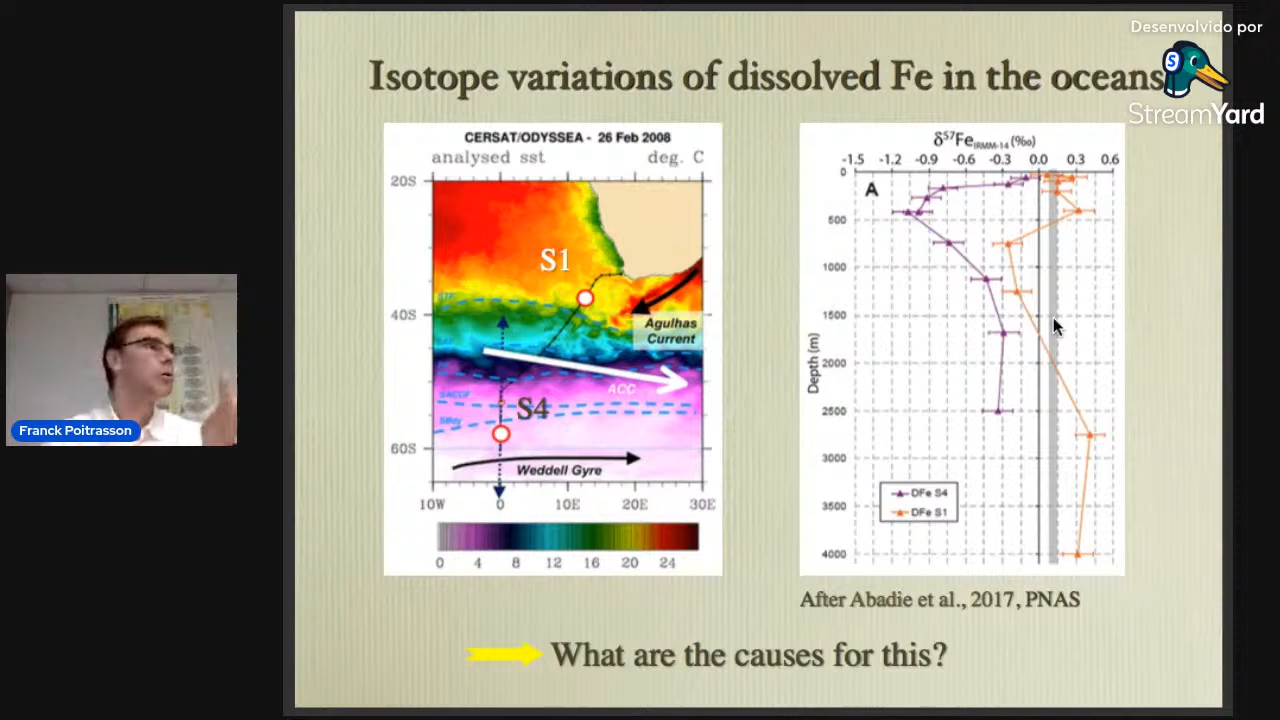 Desenvolvido por
StreamYard
Isotope variations of dissolved Fe in the oceans
CERSAT/ODYSSEA - 26 Feb 2008
analysed sst deg. C
20S
40S
60S
S1
Agulhas
Current
ACC
S4
Weddell Gyre
10W 0 10E 20E 30E
0 4 8 12 16 20 24
δ57FeIRMM-14 (‰)
-1.5 -1.2 -0.9 -0.6 -0.3 0.0 0.3 0.6
A
Depth (m)
0
500
1000
1500
2000
2500
3000
3500
4000
DFe S4
DFe S1
After Abadie et al., 2017, PNAS
What are the causes for this?
Franck Poitrasson